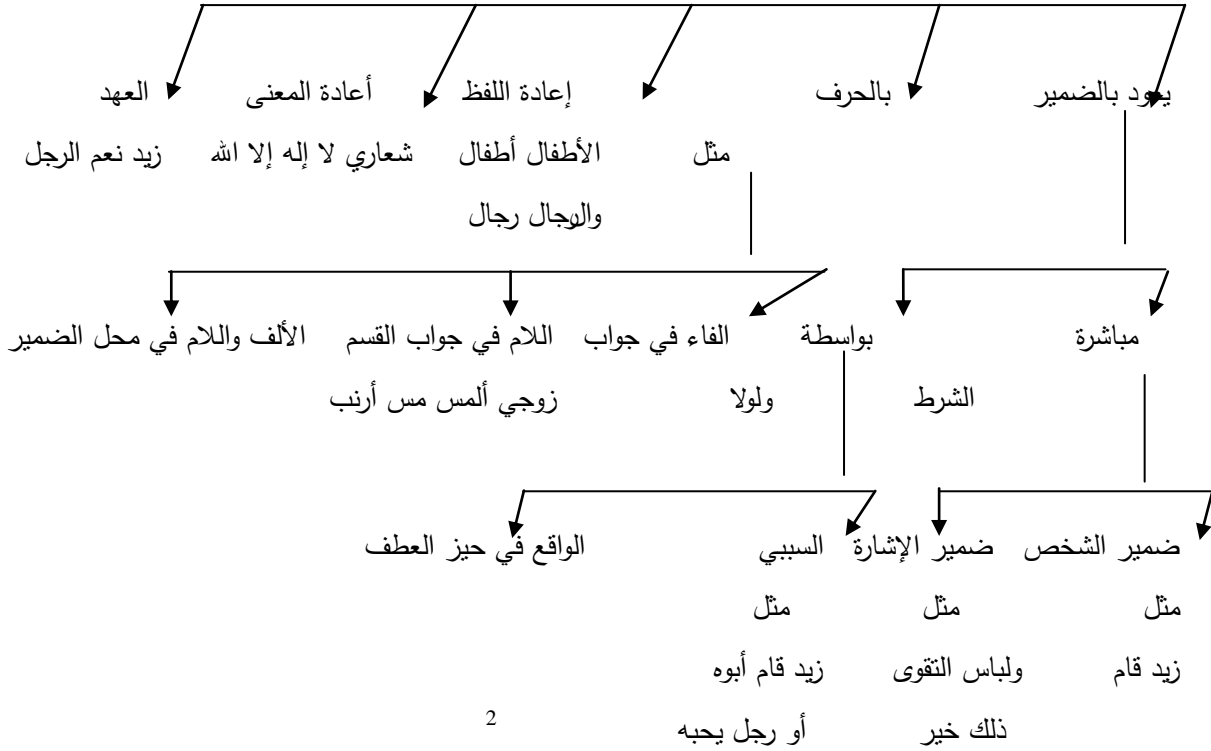 يعود بالضمير بالحرف إعادة اللفظ أعادة المعنى العهد
مثل الأطفال أطفال شعاري لا إله إلا الله زيد نعم الرجل
والرجال رجال
مباشرة بواسطة الفاء في جواب اللام في جواب القسم الألف واللام في محل الضمير
الشرط ولولا زوجي ألمس مس أرنب
ضمير الشخص ضمير الإشارة السببي الواقع في حيز العطف
مثل مثل مثل
زيد قام ولباس التقوى زيد قام أبوه
ذلك خير أو رجل يحبه 2